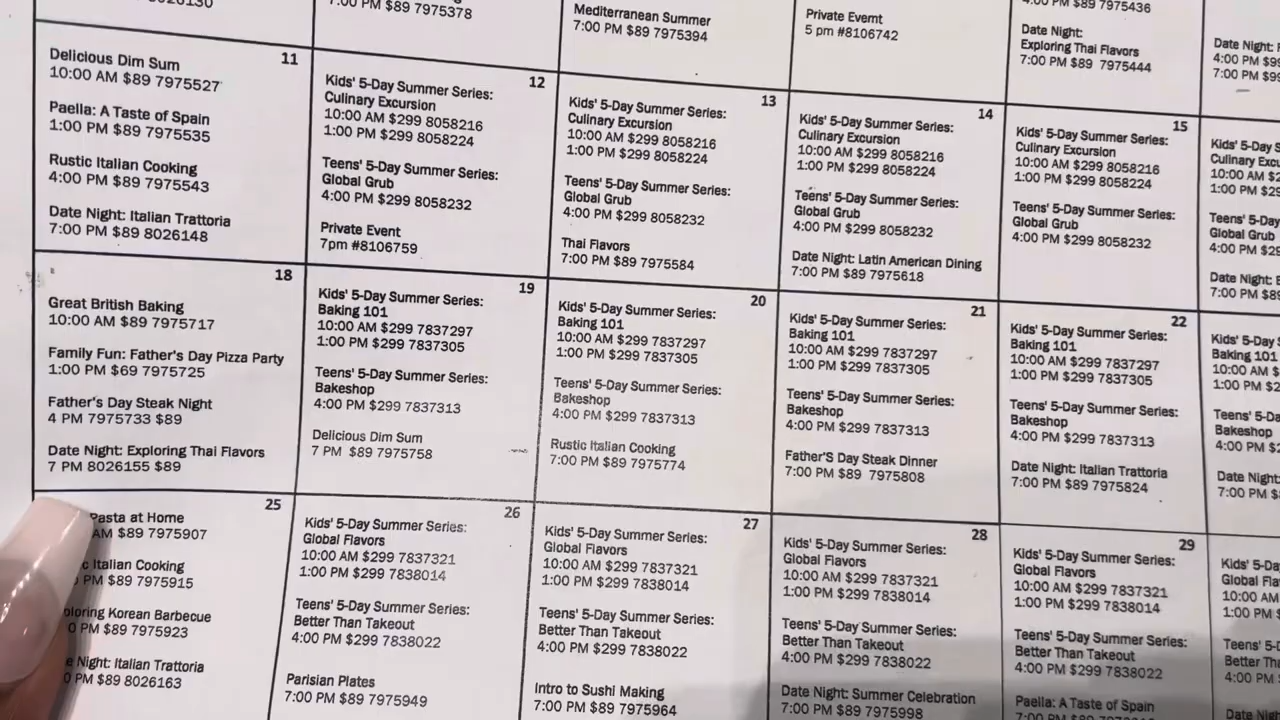 7:00 PM $89 7975378
Mediterranean Summer
7:00 PM $89 7975394
Private Evemt
5 pm #8106742
PM $89 7975436
Date Night:
Exploring Thai Flavors
7:00 PM $89 7975444
Date Night:
4:00 PM
7:00 PM
11
Delicious Dim Sum
10:00 AM $89 7975527
Paella: A Taste of Spain
1:00 PM $89 7975535
Rustic Italian Cooking
4:00 PM $89 7975543
Date Night: Italian Trattoria
7:00 PM $89 8026148
12
Kids' 5-Day Summer Series:
Culinary Excursion
10:00 AM $299 8058216
1:00 PM $299 8058224
Teens' 5-Day Summer Series:
Global Grub
4:00 PM $299 8058232
Private Event
7pm #8106759
13
Kids' 5-Day Summer Series:
Culinary Excursion
10:00 AM $299 8058216
1:00 PM $299 8058224
Teens' 5-Day Summer Series:
Global Grub
4:00 PM $299 8058232
Thai Flavors
7:00 PM $89 7975584
14
Kids' 5-Day Summer Series:
Culinary Excursion
10:00 AM $299 8058216
1:00 PM $299 8058224
Teens' 5-Day Summer Series:
Global Grub
4:00 PM $299 8058232
Date Night: Latin American Dining
7:00 PM $89 7975618
15
Kids' 5-Day Summer Series:
Culinary Excursion
10:00 AM $299 8058216
1:00 PM $299 8058224
Teens' 5-Day Summer Series:
Global Grub
4:00 PM $299 8058232
Kids' 5-Day
Culinary
10:00 AM
1:00 PM
Teens' 5-Day
Global Grub
4:00 PM
Date Night:
7:00 PM
18
Great British Baking
10:00 AM $89 7975717
Family Fun: Father's Day Pizza Party
1:00 PM $69 7975725
Father's Day Steak Night
4 PM 7975733 $89
Date Night: Exploring Thai Flavors
7 PM 8026155 $89
19
Kids' 5-Day Summer Series:
Baking 101
10:00 AM $299 7837297
1:00 PM $299 7837305
Teens' 5-Day Summer Series:
Bakeshop
4:00 PM $299 7837313
Delicious Dim Sum
7 PM $89 7975758
20
Kids' 5-Day Summer Series:
Baking 101
10:00 AM $299 7837297
1:00 PM $299 7837305
Teens' 5-Day Summer Series:
Bakeshop
4:00 PM $299 7837313
Rustic Italian Cooking
7:00 PM $89 7975774
21
Kids' 5-Day Summer Series:
Baking 101
10:00 AM $299 7837297
1:00 PM $299 7837305
Teens' 5-Day Summer Series:
Bakeshop
4:00 PM $299 7837313
Father'S Day Steak Dinner
7:00 PM $89 7975808
22
Kids' 5-Day Summer Series:
Baking 101
10:00 AM $299 7837297
1:00 PM $299 7837305
Teens' 5-Day Summer Series:
Bakeshop
4:00 PM $299 7837313
Date Night: Italian Trattoria
7:00 PM $89 7975824
Kids' 5-Day
Baking 101
10:00 AM
1:00 PM
Teens' 5-Day
Bakeshop
4:00 PM
Date Night:
7:00 PM
25
Pasta at Home
AM $89 7975907
Italian Cooking
PM $89 7975915
Korean Barbecue
PM $89 7975923
Night: Italian Trattoria
PM $89 8026163
26
Kids' 5-Day Summer Series:
Global Flavors
10:00 AM $299 7837321
1:00 PM $299 7838014
Teens' 5-Day Summer Series:
Better Than Takeout
4:00 PM $299 7838022
Parisian Plates
7:00 PM $89 7975949
27
Kids' 5-Day Summer Series:
Global Flavors
10:00 AM $299 7837321
1:00 PM $299 7838014
Teens' 5-Day Summer Series:
Better Than Takeout
4:00 PM $299 7838022
Intro to Sushi Making
7:00 PM $89 7975964
28
Kids' 5-Day Summer Series:
Global Flavors
10:00 AM $299 7837321
1:00 PM $299 7838014
Teens' 5-Day Summer Series:
Better Than Takeout
4:00 PM $299 7838022
Date Night: Summer Celebration
7:00 PM $89 7975998
29
Kids' 5-Day Summer Series:
Global Flavors
10:00 AM $299 7837321
1:00 PM $299 7838014
Teens' 5-Day Summer Series:
Better Than Takeout
4:00 PM $299 7838022
Paella: A Taste of Spain
Kids' 5-Day
Global
10:00 AM
1:00 PM
Teens' 5-Day
Better
4:00 PM
Date Night: